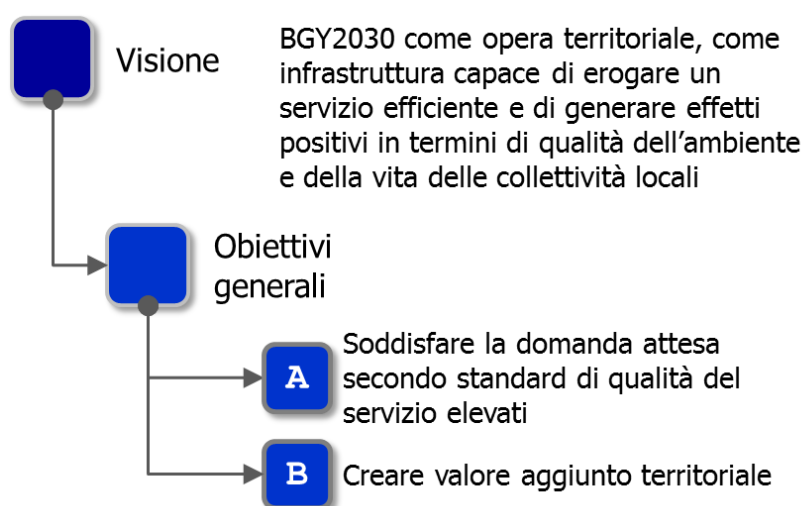 Visione
BGY2030 come opera territoriale, come
infrastruttura capace di erogare un
servizio efficiente e di generare effetti
positivi in termini di qualità dell’ambiente
e della vita delle collettività locali
Obiettivi
generali
A
Soddisfare la domanda attesa
secondo standard di qualità del
servizio elevati
B
Creare valore aggiunto territoriale